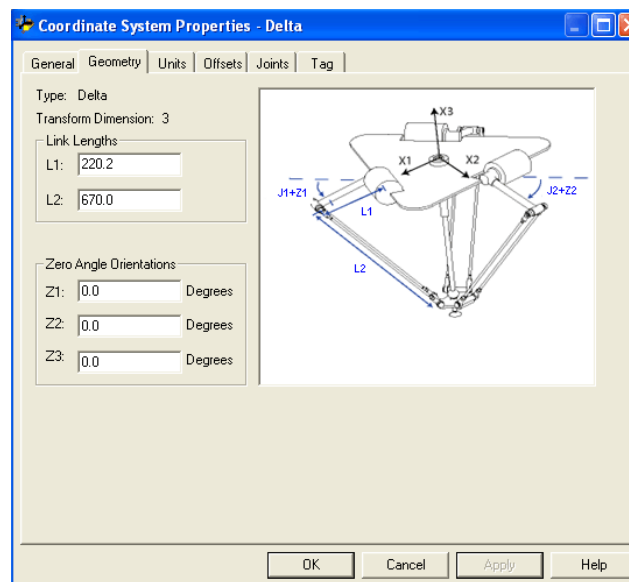 Coordinate System Properties - Delta
General Geometry Units Offsets Joints Tag
Type: Delta
Transform Dimension: 3
Link Lengths
L1: 220.2
L2: 670.0
Zero Angle Orientations
Z1: 0.0 Degrees
Z2: 0.0 Degrees
Z3: 0.0 Degrees
X3
X1 X2
J1+Z1 J2+Z2
L1
L2
OK Cancel Apply Help